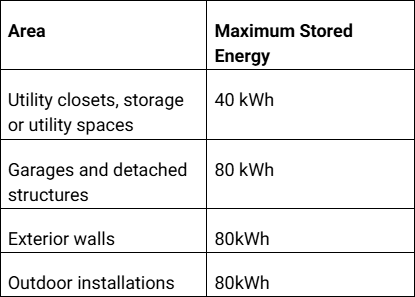 Area
Maximum Stored
Energy
Utility closets, storage
or utility spaces
40 kWh
Garages and detached
structures
80 kWh
Exterior walls
80kWh
Outdoor installations
80kWh